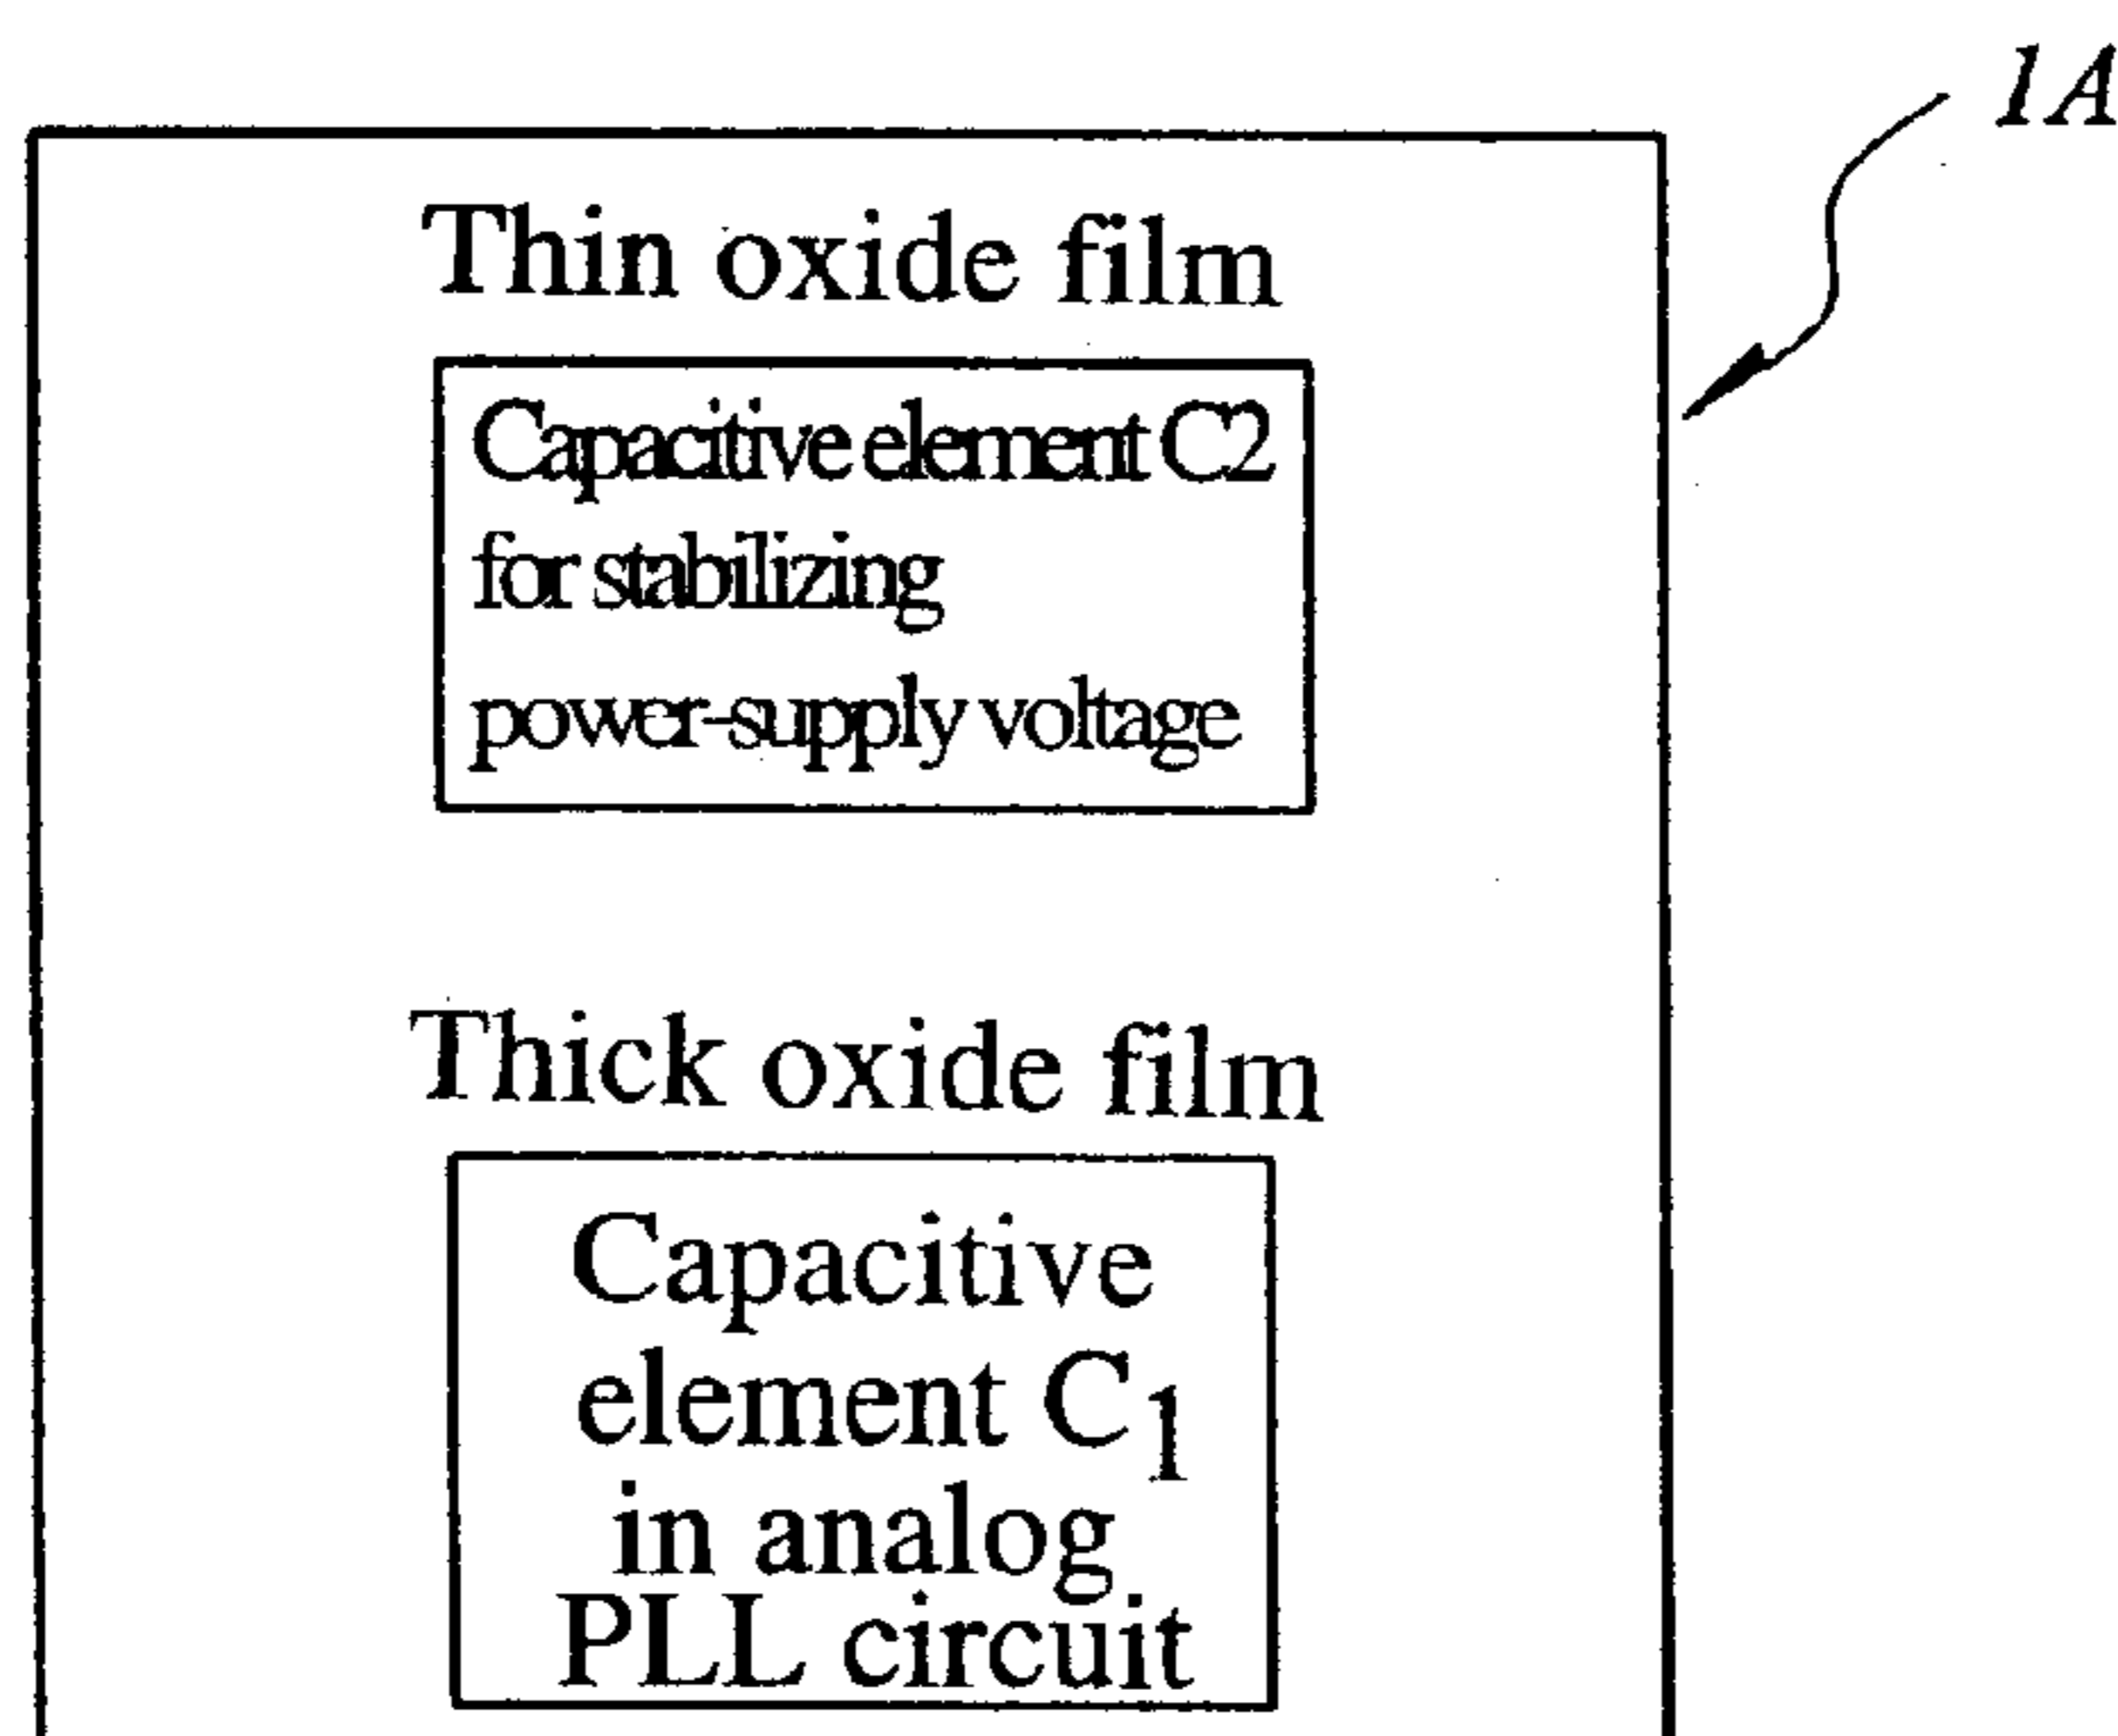 1A
Thin oxide film
Capacitive element C2
for stabilizing
power-supply voltage
Thick oxide film
Capacitive
element C1
in analog
PLL circuit